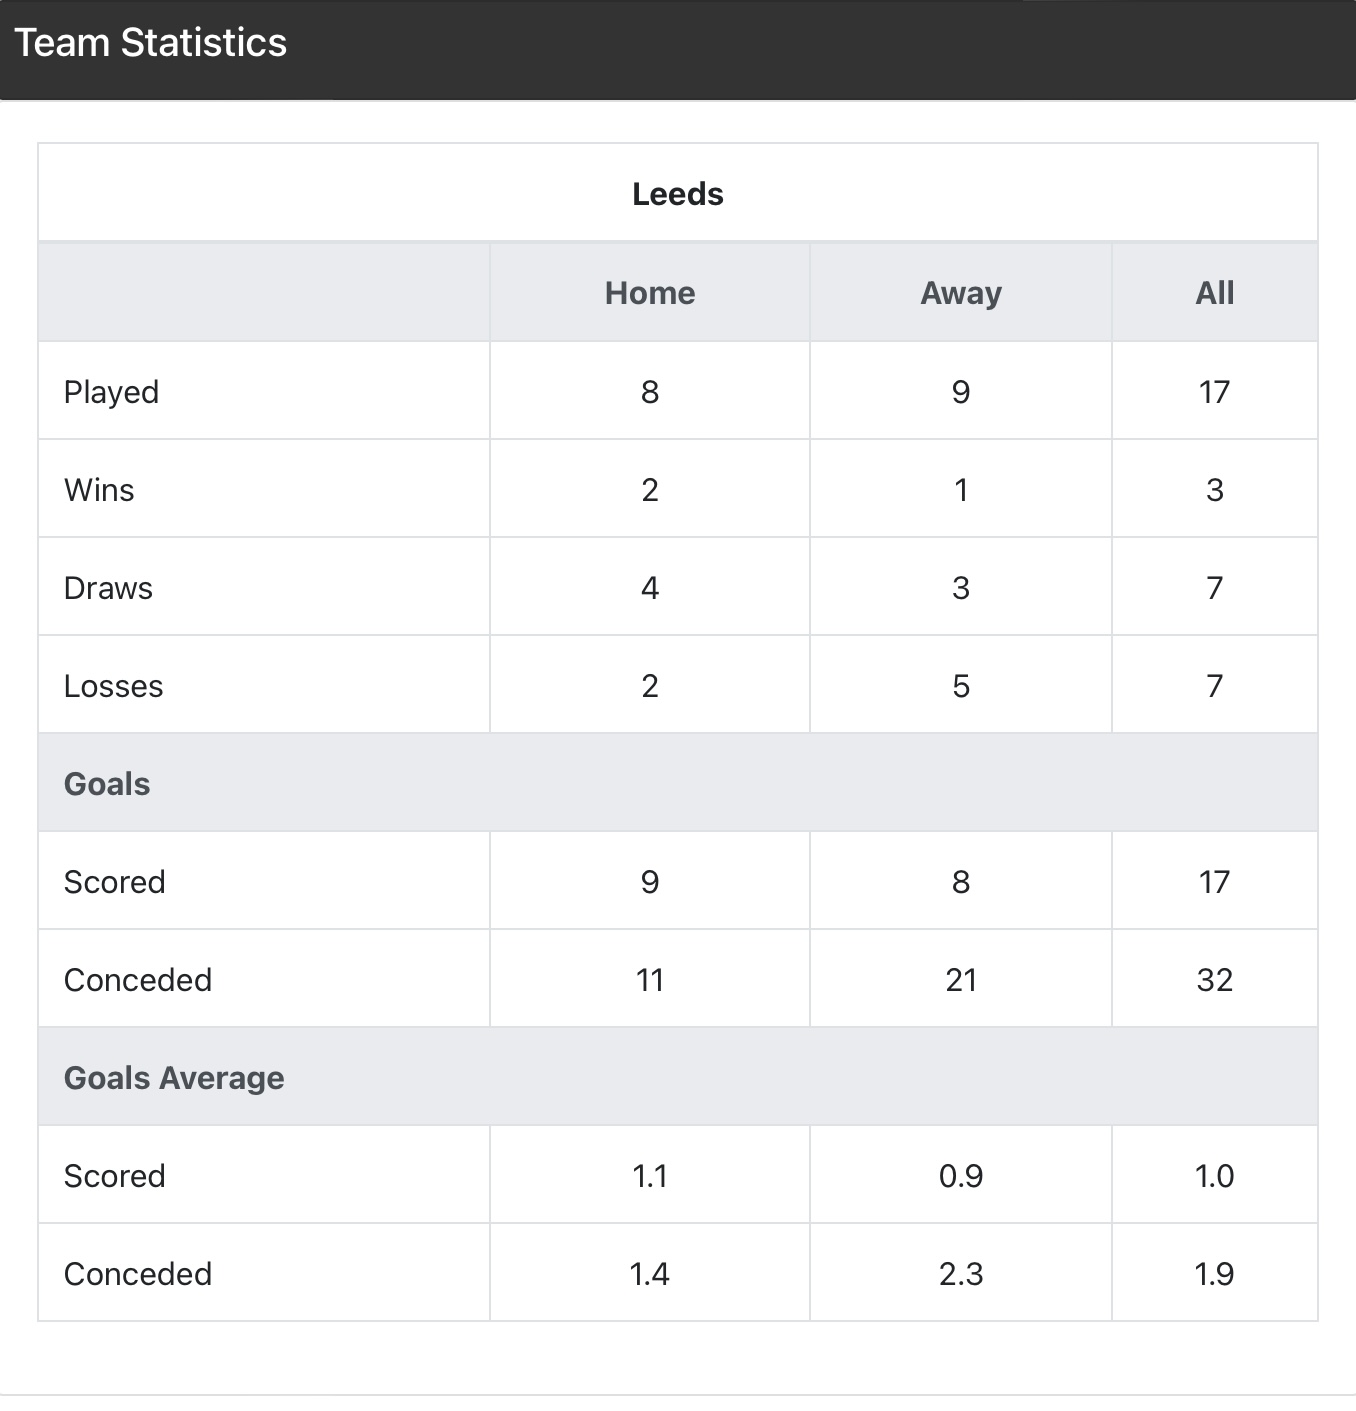 Team Statistics
Leeds
Home Away All
Played 8 9 17
Wins 2 1 3
Draws 4 3 7
Losses 2 5 7
Goals
Scored 9 8 17
Conceded 11 21 32
Goals Average
Scored 1.1 0.9 1.0
Conceded 1.4 2.3 1.9